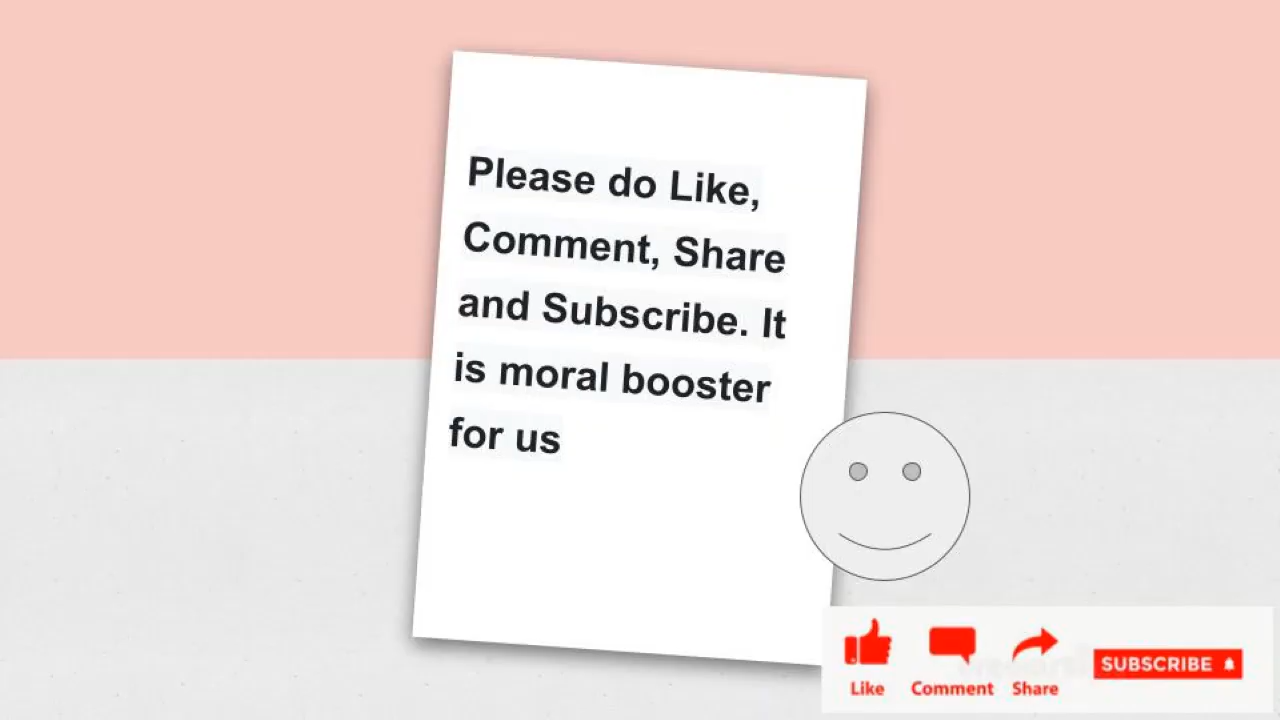 Please do Like,
Comment, Share
and Subscribe. It
is moral booster
for us
Like Comment Share SUBSCRIBE